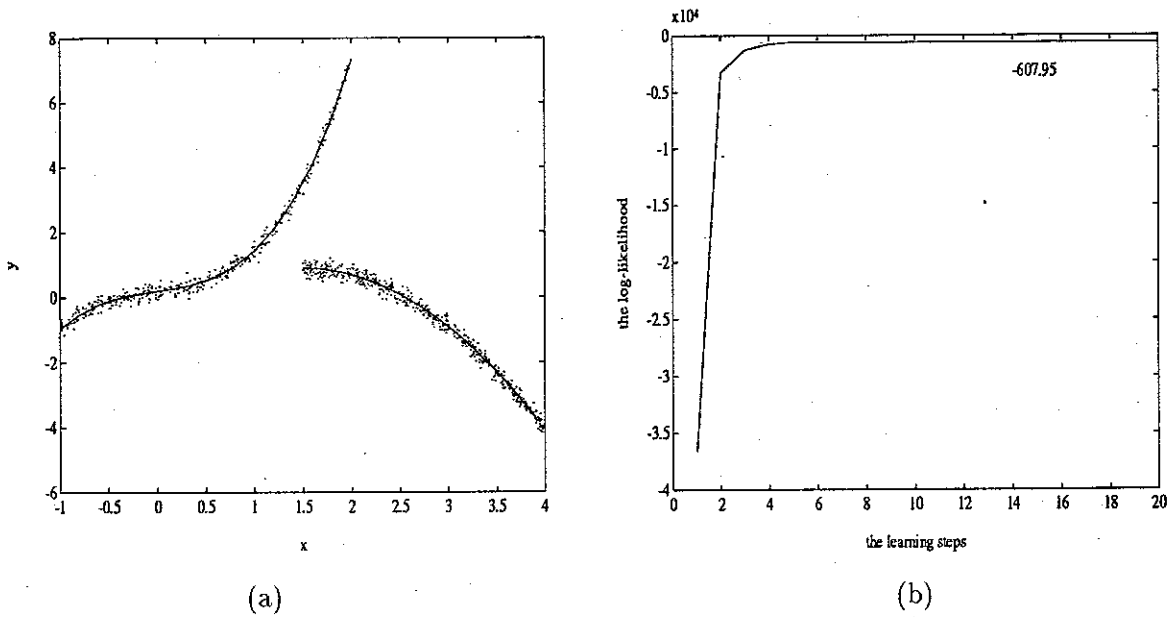 8
6
4
2
0
-2
-4
-6
y
-1 -0.5 0 0.5 1 1.5 2 2.5 3 3.5 4
x
(a)
x10⁴
0
-0.5
-1
-1.5
-2
-2.5
-3
-3.5
-4
the log-likelihood
-607.95
0 2 4 6 8 10 12 14 16 18 20
the learning steps
(b)